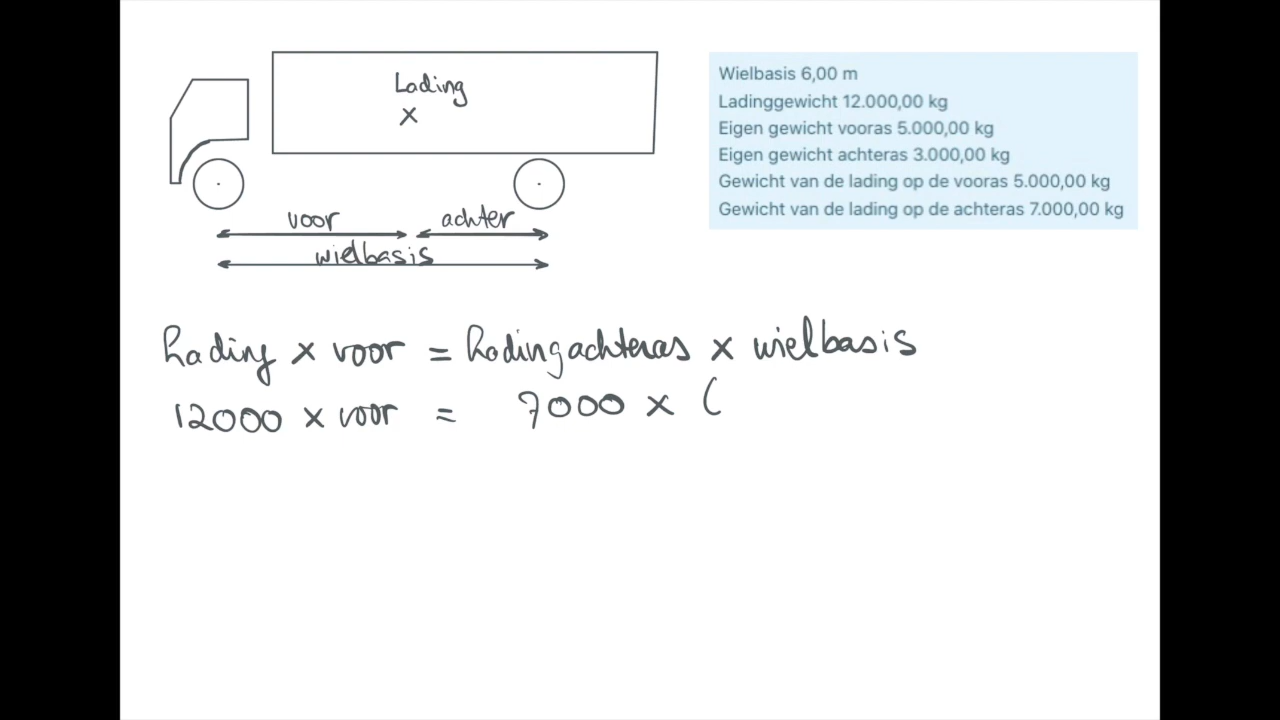 Lading
X
voor
achter
wielbasis
Wielbasis 6,00 m
Ladinggewicht 12.000,00 kg
Eigen gewicht vooras 5.000,00 kg
Eigen gewicht achteras 3.000,00 kg
Gewicht van de lading op de vooras 5.000,00 kg
Gewicht van de lading op de achteras 7.000,00 kg
Lading x voor = Ladingachteras x wielbasis
12000 x voor = 7000 x (